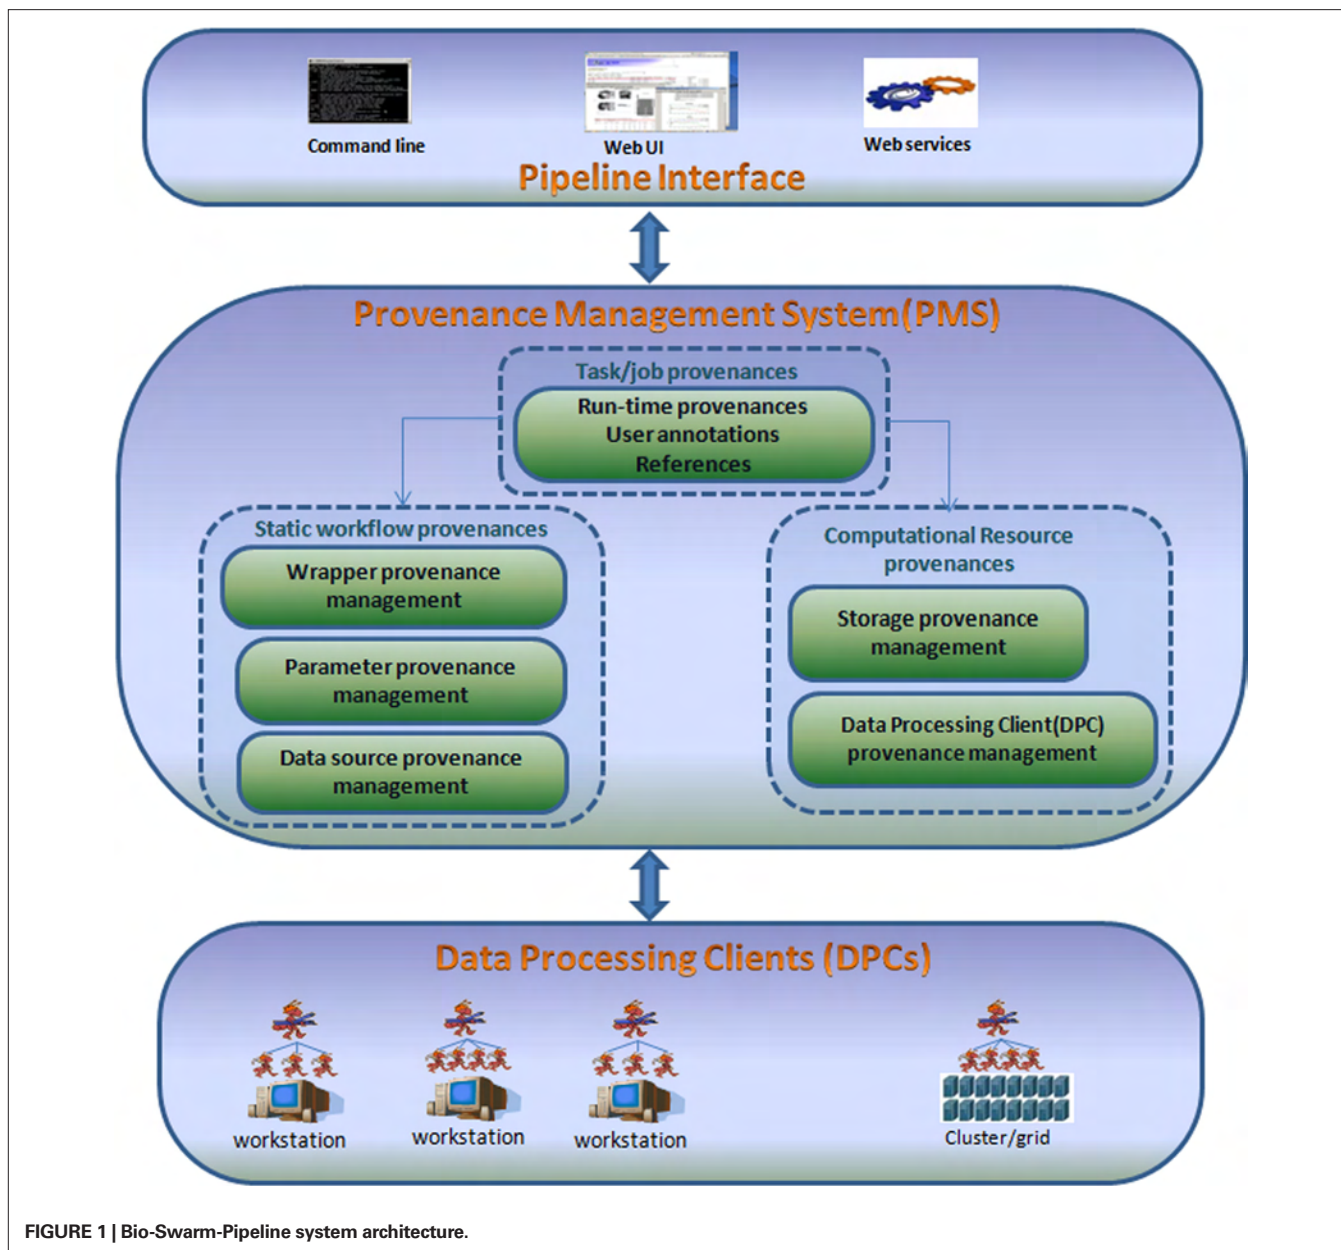 Command line
Web UI
Web services
Pipeline Interface
Provenance Management System(PMS)
Task/job provenances
Run-time provenances
User annotations
References
Static workflow provenances
Wrapper provenance
management
Parameter provenance
management
Data source provenance
management
Computational Resource
provenances
Storage provenance
management
Data Processing Client(DPC)
provenance management
Data Processing Clients (DPCs)
workstation
workstation
workstation
Cluster/grid
FIGURE 1 | Bio-Swarm-Pipeline system architecture.